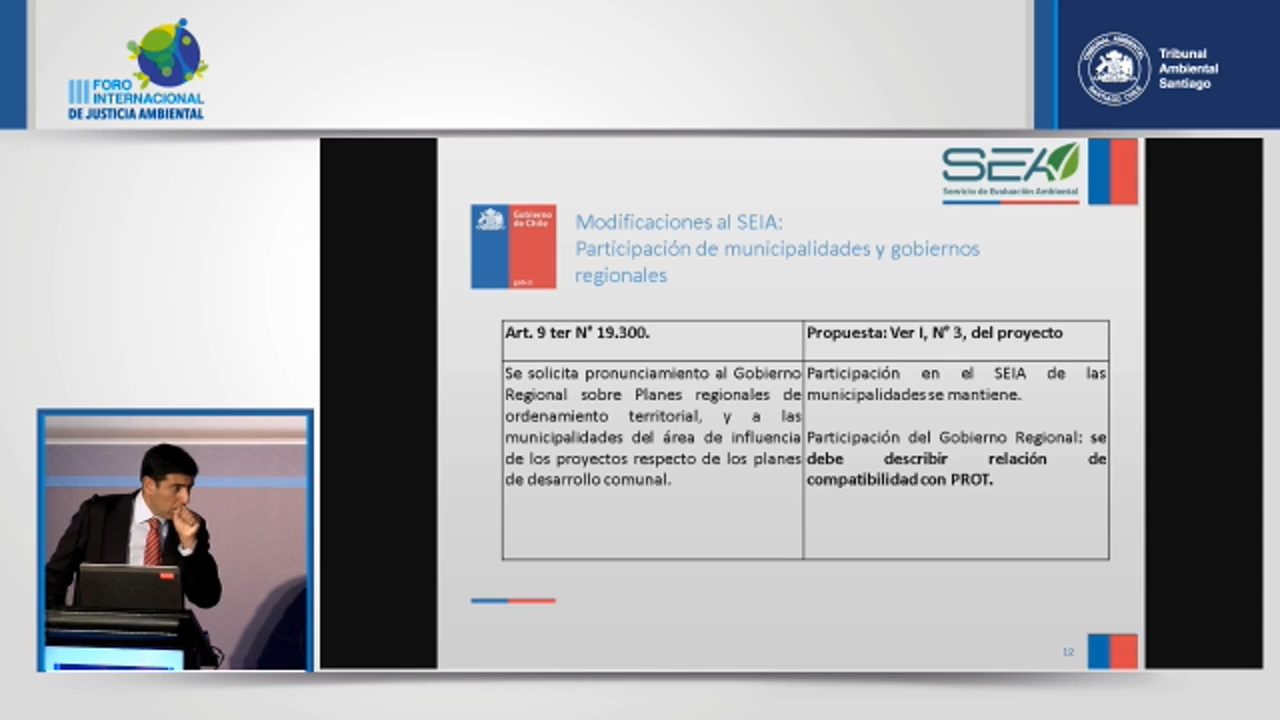 III FORO
INTERNACIONAL
DE JUSTICIA AMBIENTAL
TRIBUNAL AMBIENTAL
SANTIAGO CHILE
Tribunal
Ambiental
Santiago
SEA
Servicio de Evaluación Ambiental
Gobierno
de Chile
Modificaciones al SEIA:
Participación de municipalidades y gobiernos
regionales
Art. 9 ter N° 19.300.
Se solicita pronunciamiento al Gobierno
Regional sobre Planes regionales de
ordenamiento territorial, y a las
municipalidades del área de influencia
de los proyectos respecto de los planes
de desarrollo comunal.
Propuesta: Ver I, N° 3, del proyecto
Participación en el SEIA de las
municipalidades se mantiene.
Participación del Gobierno Regional: se
debe describir relación de
compatibilidad con PROT.
12